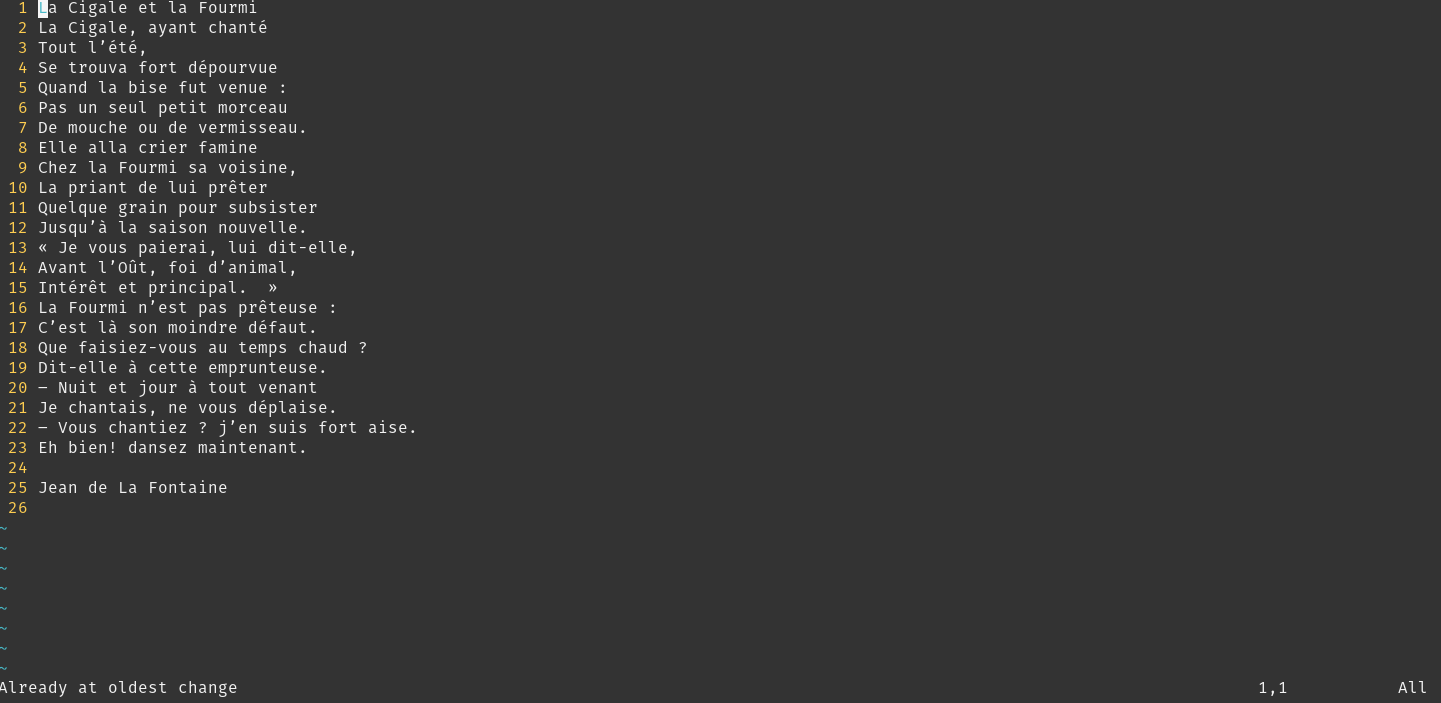 1 La Cigale et la Fourmi
2 La Cigale, ayant chanté
3 Tout l’été,
4 Se trouva fort dépourvue
5 Quand la bise fut venue :
6 Pas un seul petit morceau
7 De mouche ou de vermisseau.
8 Elle alla crier famine
9 Chez la Fourmi sa voisine,
10 La priant de lui prêter
11 Quelque grain pour subsister
12 Jusqu’à la saison nouvelle.
13 « Je vous paierai, lui dit-elle,
14 Avant l’Oût, foi d’animal,
15 Intérêt et principal.  »
16 La Fourmi n’est pas prêteuse :
17 C’est là son moindre défaut.
18 Que faisiez-vous au temps chaud ?
19 Dit-elle à cette emprunteuse.
20 — Nuit et jour à tout venant
21 Je chantais, ne vous déplaise.
22 — Vous chantiez ? j’en suis fort aise.
23 Eh bien! dansez maintenant.
24
25 Jean de La Fontaine
26
~
~
~
~
~
~
~
~
Already at oldest change 1,1 All